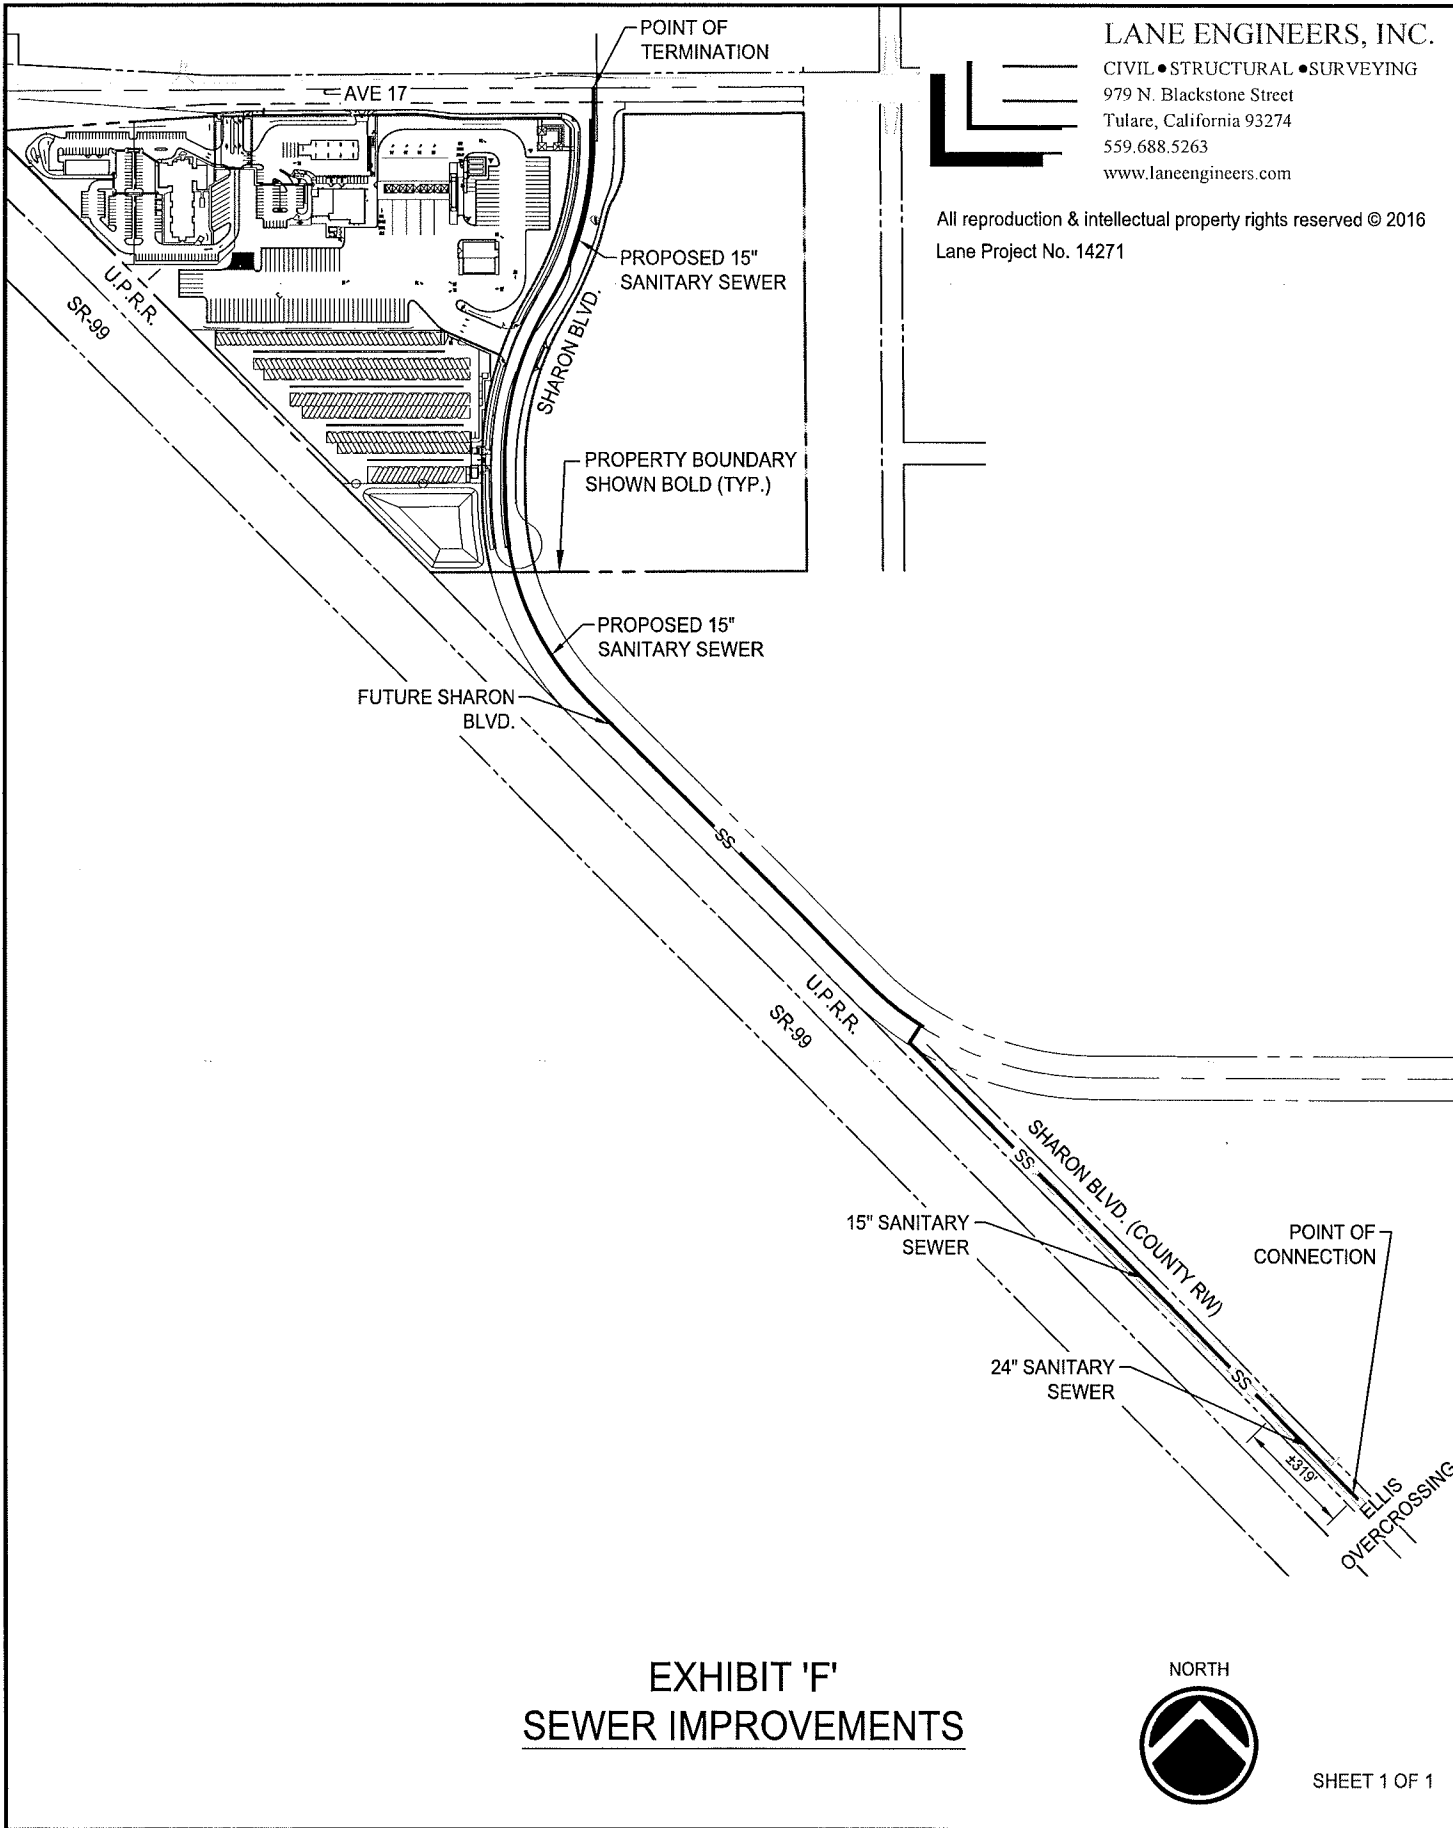 POINT OF
TERMINATION
AVE 17
LANE ENGINEERS, INC.
CIVIL ● STRUCTURAL ● SURVEYING
979 N. Blackstone Street
Tulare, California 93274
559.688.5263
www.laneengineers.com
All reproduction & intellectual property rights reserved © 2016
Lane Project No. 14271
PROPOSED 15"
SANITARY SEWER
U.P.R.R.
SR-99
SHARON BLVD.
PROPERTY BOUNDARY
SHOWN BOLD (TYP.)
PROPOSED 15"
SANITARY SEWER
FUTURE SHARON
BLVD.
SS
U.P.R.R.
SR-99
SHARON BLVD. (COUNTY RW)
SS
15" SANITARY
SEWER
POINT OF
CONNECTION
24" SANITARY
SEWER
SS
±319'
ELLIS
OVERCROSSING
EXHIBIT 'F'
SEWER IMPROVEMENTS
NORTH
SHEET 1 OF 1